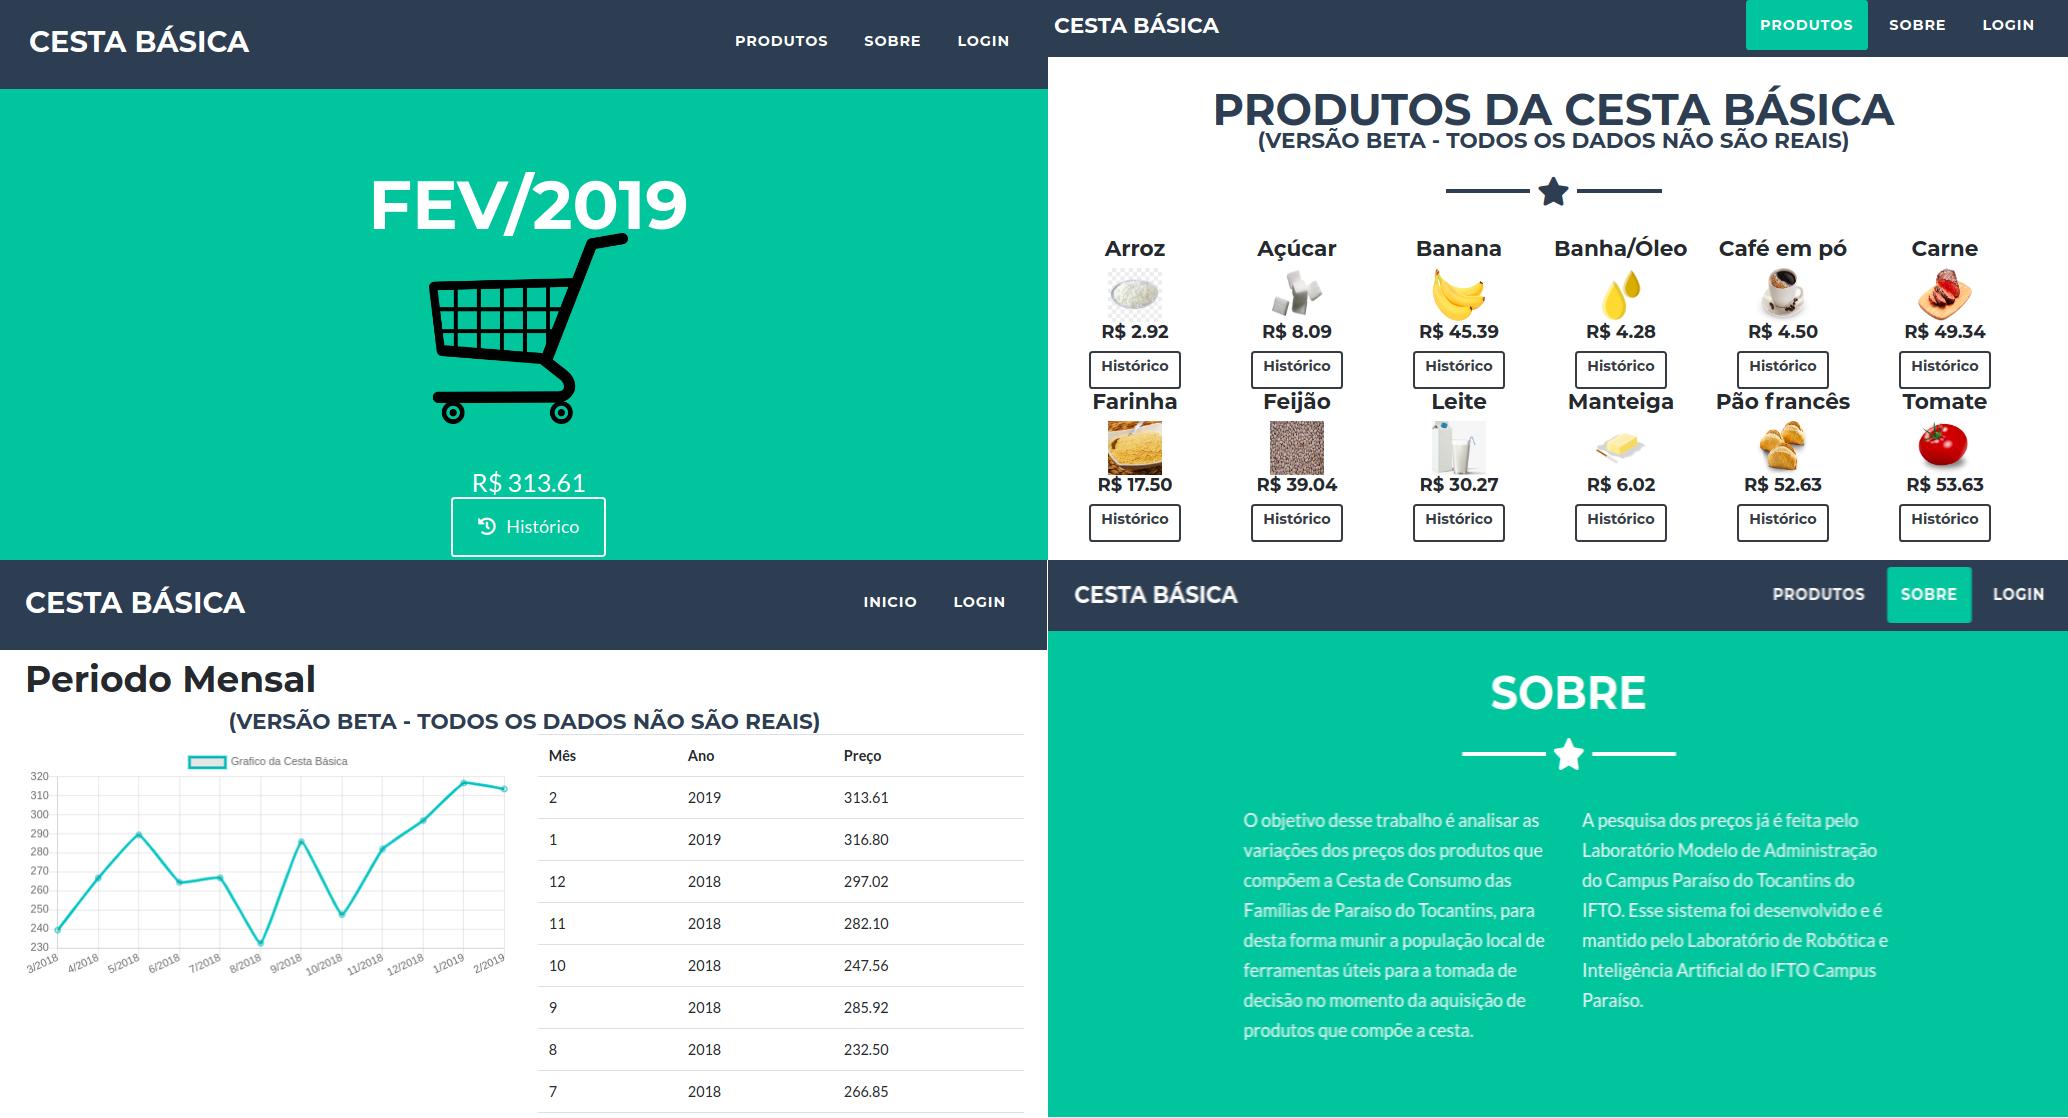 CESTA BÁSICA
PRODUTOS SOBRE LOGIN
FEV/2019
R$ 313.61
Histórico
CESTA BÁSICA
PRODUTOS SOBRE LOGIN
PRODUTOS DA CESTA BÁSICA
(VERSÃO BETA - TODOS OS DADOS NÃO SÃO REAIS)
Arroz Açúcar Banana Banha/Óleo Café em pó Carne
R$ 2.92 R$ 8.09 R$ 45.39 R$ 4.28 R$ 4.50 R$ 49.34
Histórico Histórico Histórico Histórico Histórico Histórico
Farinha Feijão Leite Manteiga Pão francês Tomate
R$ 17.50 R$ 39.04 R$ 30.27 R$ 6.02 R$ 52.63 R$ 53.63
Histórico Histórico Histórico Histórico Histórico Histórico
CESTA BÁSICA
INICIO LOGIN
Periodo Mensal
(VERSÃO BETA - TODOS OS DADOS NÃO SÃO REAIS)
Grafico da Cesta Básica
320
310
300
290
280
270
260
250
240
230
3/2018 4/2018 5/2018 6/2018 7/2018 8/2018 9/2018 10/2018 11/2018 12/2018 1/2019 2/2019
Mês Ano Preço
2 2019 313.61
1 2019 316.80
12 2018 297.02
11 2018 282.10
10 2018 247.56
9 2018 285.92
8 2018 232.50
7 2018 266.85
CESTA BÁSICA
PRODUTOS SOBRE LOGIN
SOBRE
O objetivo desse trabalho é analisar as
variações dos preços dos produtos que
compõem a Cesta de Consumo das
Famílias de Paraíso do Tocantins, para
desta forma munir a população local de
ferramentas úteis para a tomada de
decisão no momento da aquisição de
produtos que compõe a cesta.
A pesquisa dos preços já é feita pelo
Laboratório Modelo de Administração
do Campus Paraíso do Tocantins do
IFTO. Esse sistema foi desenvolvido e é
mantido pelo Laboratório de Robótica e
Inteligência Artificial do IFTO Campus
Paraíso.